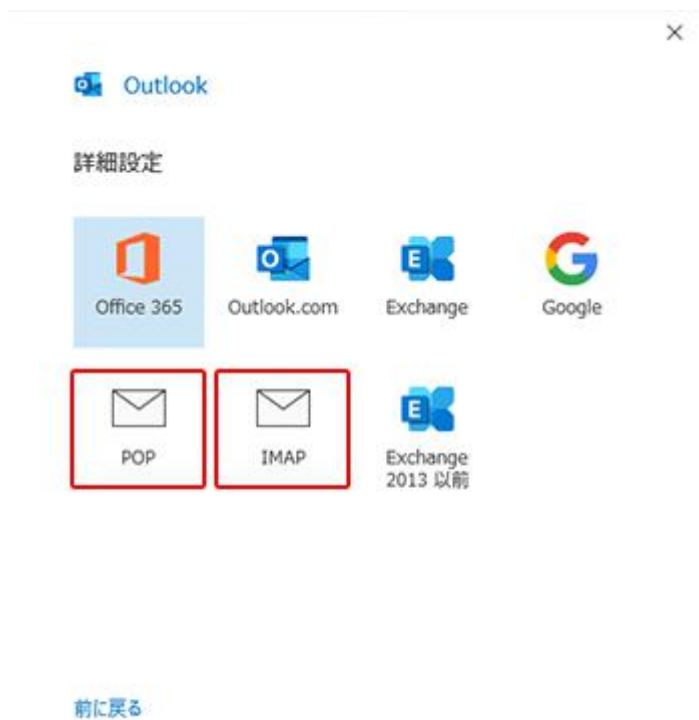 Outlook
詳細設定
Office 365
Outlook.com
Exchange
Google
POP
IMAP
Exchange
2013 以前
前に戻る